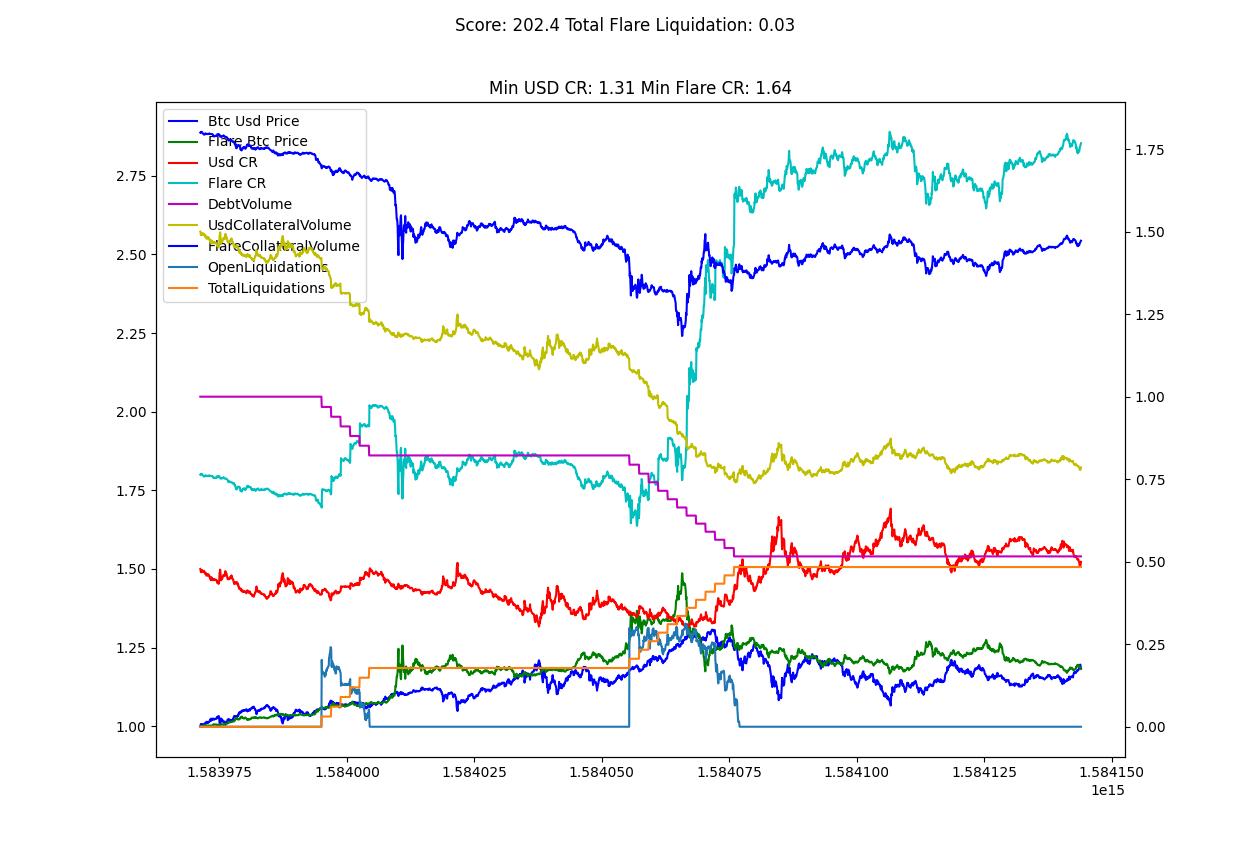 Score: 202.4 Total Flare Liquidation: 0.03
Min USD CR: 1.31 Min Flare CR: 1.64
Btc Usd Price
Flare Btc Price
Usd CR
Flare CR
DebtVolume
UsdCollateralVolume
FlareCollateralVolume
OpenLiquidations
TotalLiquidations
2.75
2.50
2.25
2.00
1.75
1.50
1.25
1.00
1.75
1.50
1.25
1.00
0.75
0.50
0.25
0.00
1.583975 1.584000 1.584025 1.584050 1.584075 1.584100 1.584125 1.584150
1e15